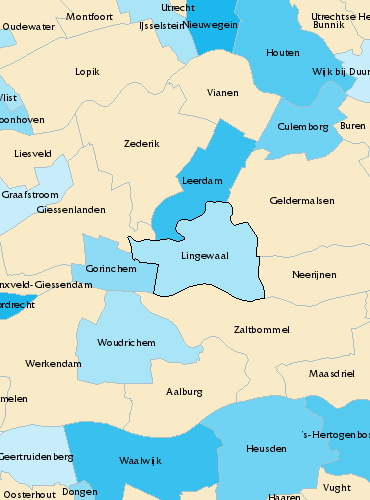 Utrecht
Montfoort
Utrechtse He
Oudewater
IJsselstein
Nieuwegein
Bunnik
Houten
Lopik
Wijk bij Duur
Vianen
Vlist
oonhoven
Culemborg
Buren
Zederik
Liesveld
Leerdam
Graafstroom
Geldermalsen
Giessenlanden
Lingewaal
Gorinchem
Neerijnen
nxveld-Giessendam
ordrecht
Zaltbommel
Woudrichem
Werkendam
Maasdriel
Aalburg
melen
's-Hertogenbos
Heusden
Geertruidenberg
Waalwijk
Vught
Oosterhout
Dongen
Haaren